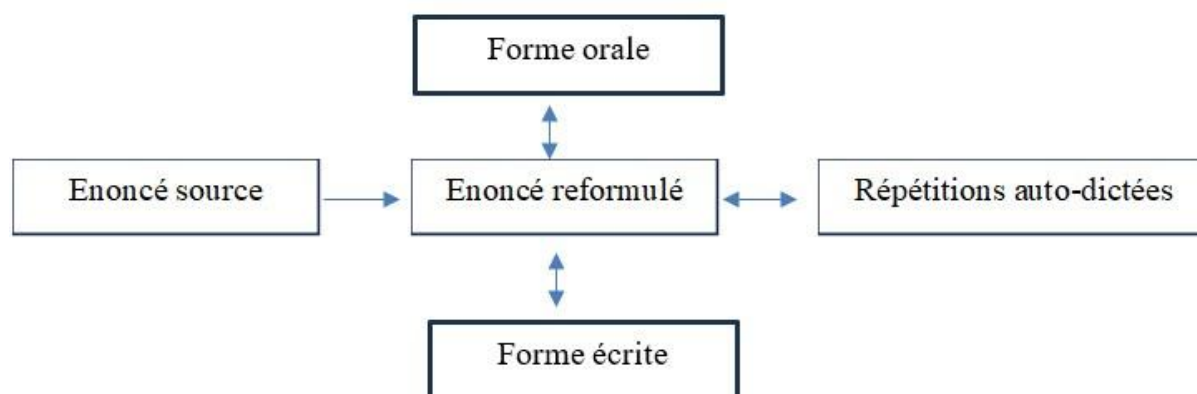 Forme orale
Enoncé source
Enoncé reformulé
Répétitions auto-dictées
Forme écrite